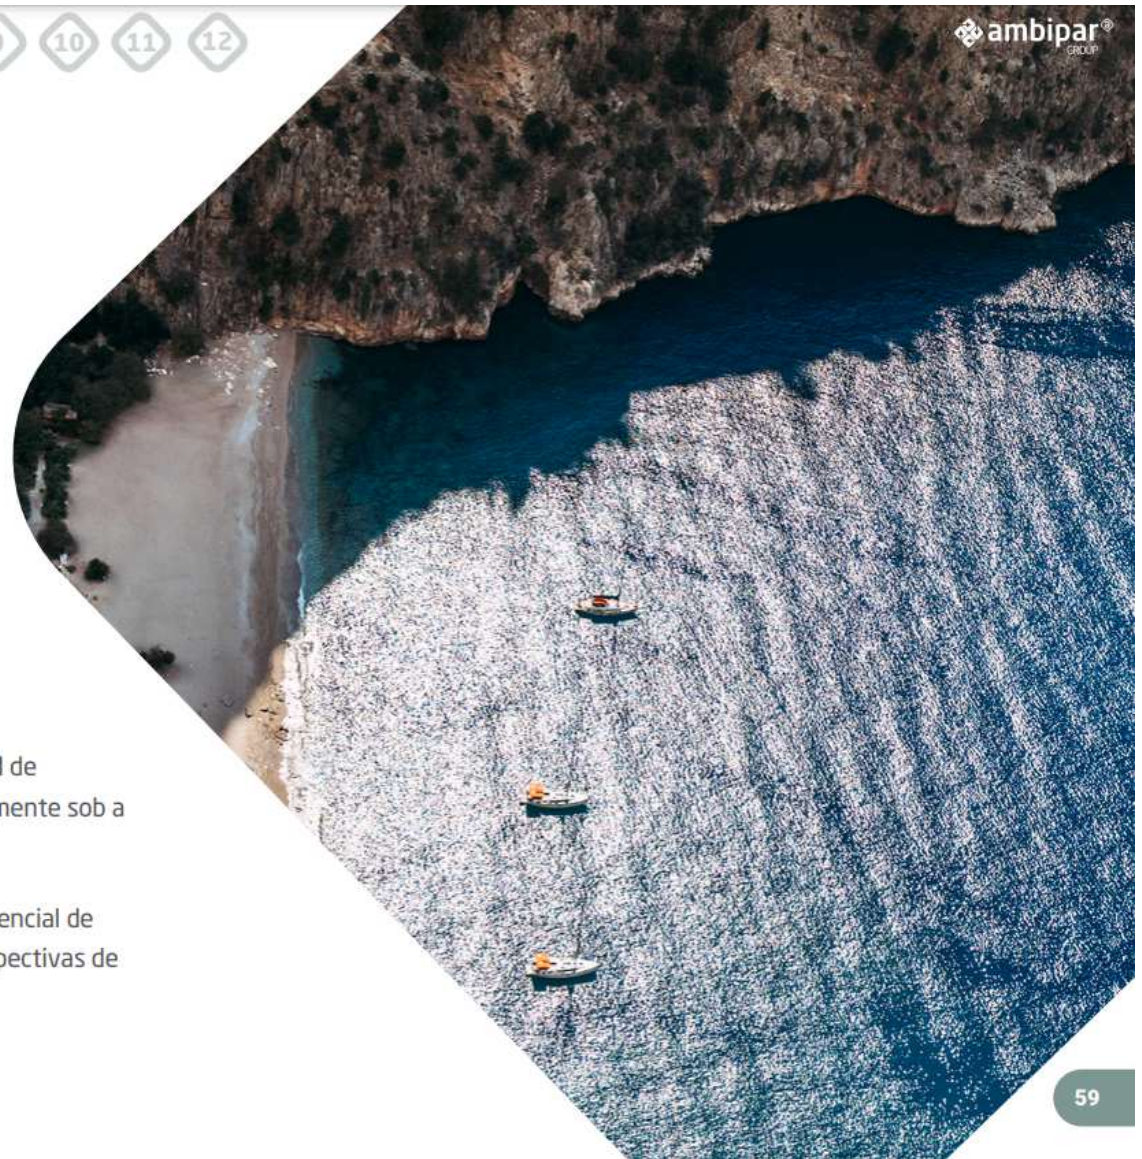 10 11 12
ambipar®
GROUP
de
mente sob a
encial de
pectivas de
59